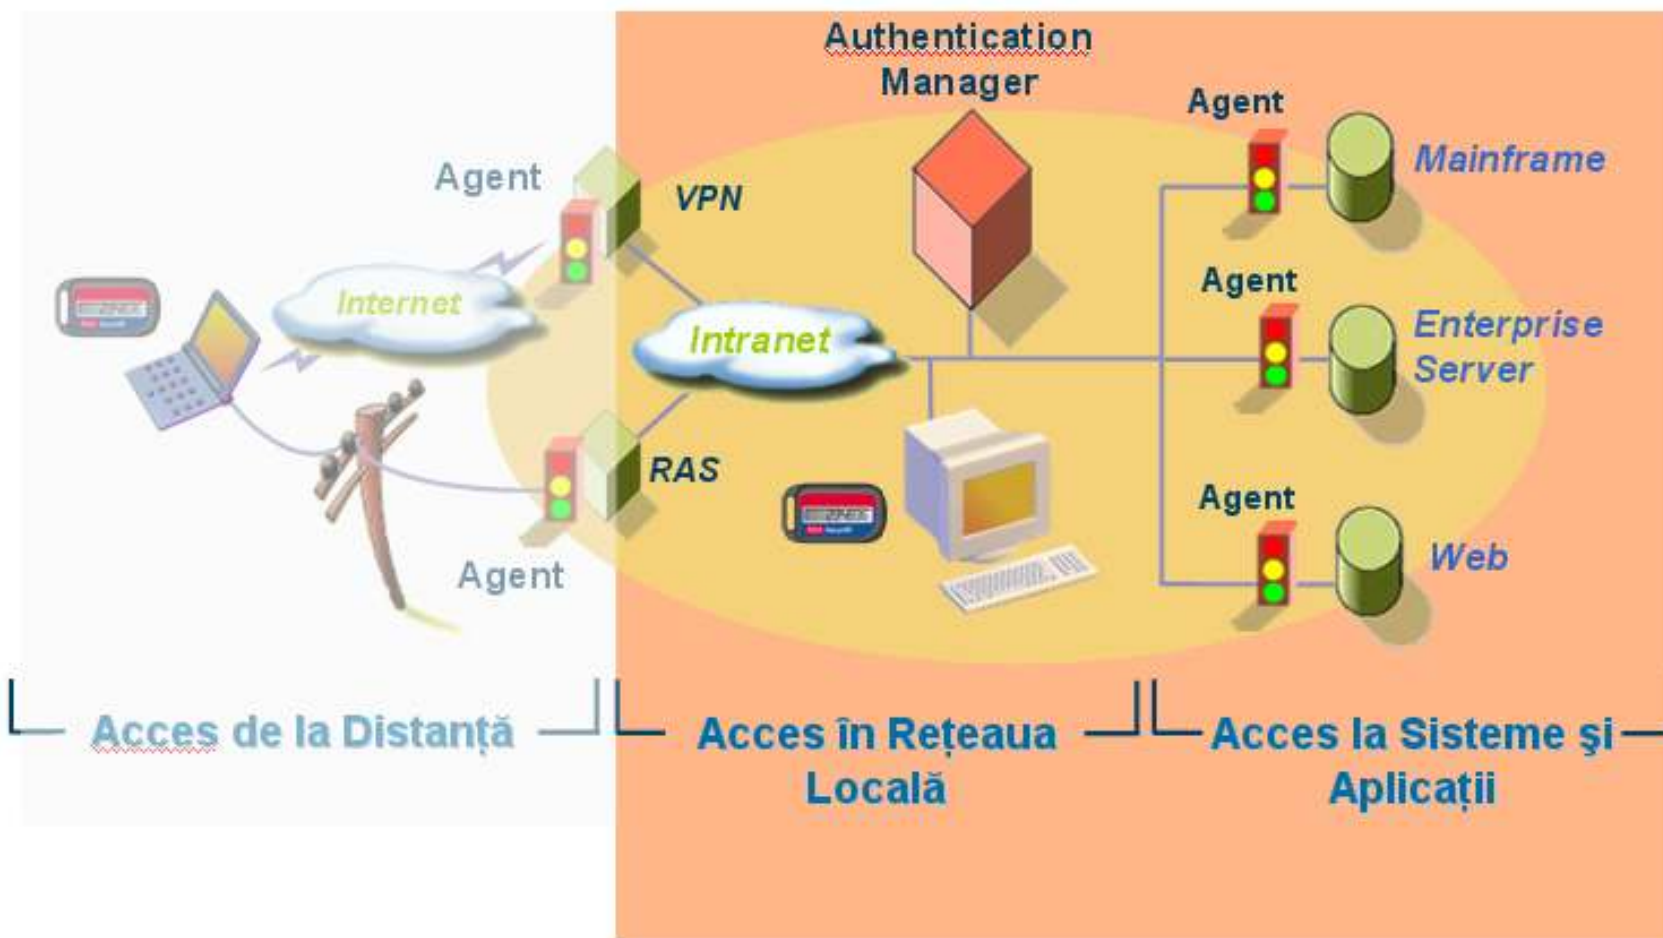 Authentication
Manager
Agent
Mainframe
Agent
VPN
Internet
Intranet
Agent
Enterprise
Server
RAS
Agent
Agent
Web
Acces de la Distanță
Acces în Rețeaua
Locală
Acces la Sisteme şi
Aplicații